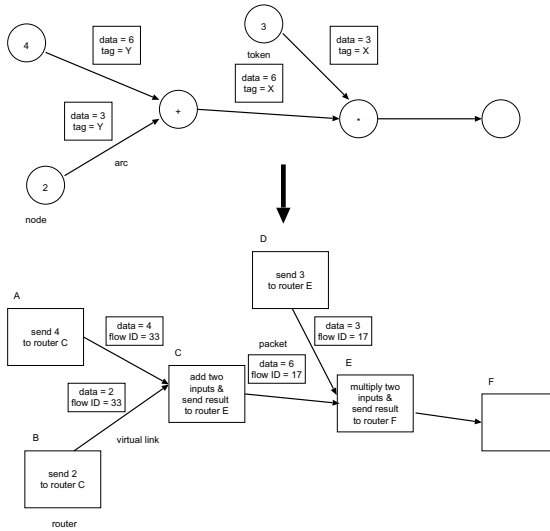 4
data = 6
tag = Y
3
token
data = 3
tag = X
data = 6
tag = X
data = 3
tag = Y
+
*
2
arc
node
D
send 3
to router E
A
send 4
to router C
data = 4
flow ID = 33
data = 3
flow ID = 17
packet
data = 6
flow ID = 17
C
add two
inputs &
send result
to router E
E
multiply two
inputs &
send result
to router F
F
data = 2
flow ID = 33
B
virtual link
send 2
to router C
router